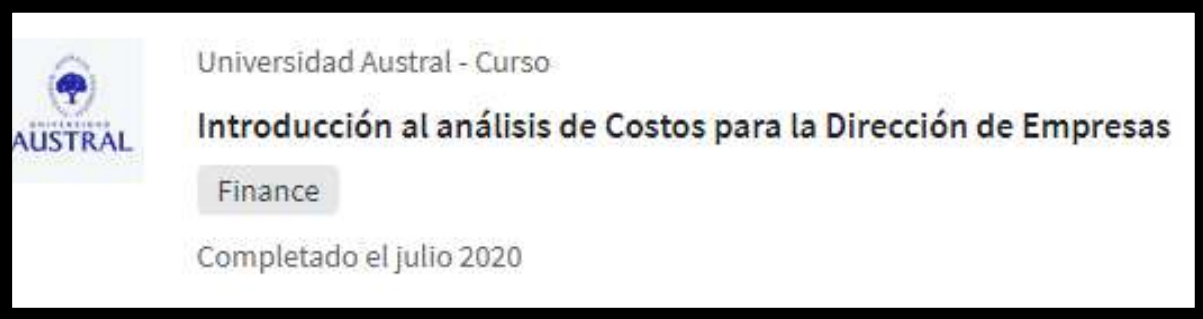 Universidad Austral - Curso
Introducción al análisis de Costos para la Dirección de Empresas
Finance
Completado el julio 2020
AUSTRAL